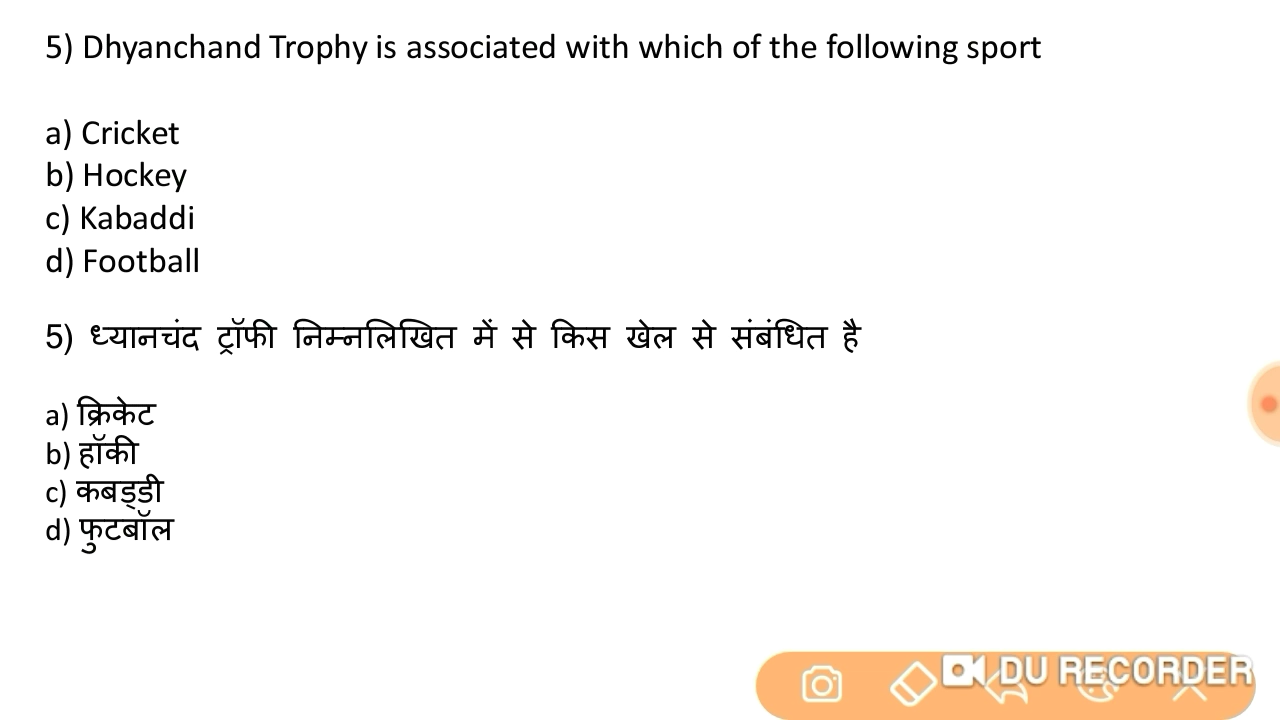 5) Dhyanchand Trophy is associated with which of the following sport
a) Cricket
b) Hockey
c) Kabaddi
d) Football
5) ध्यानचंद ट्रॉफी निम्नलिखित में से किस खेल से संबंधित है
a) क्रिकेट
b) हॉकी
c) कबड्डी
d) फुटबॉल
DU RECORDER